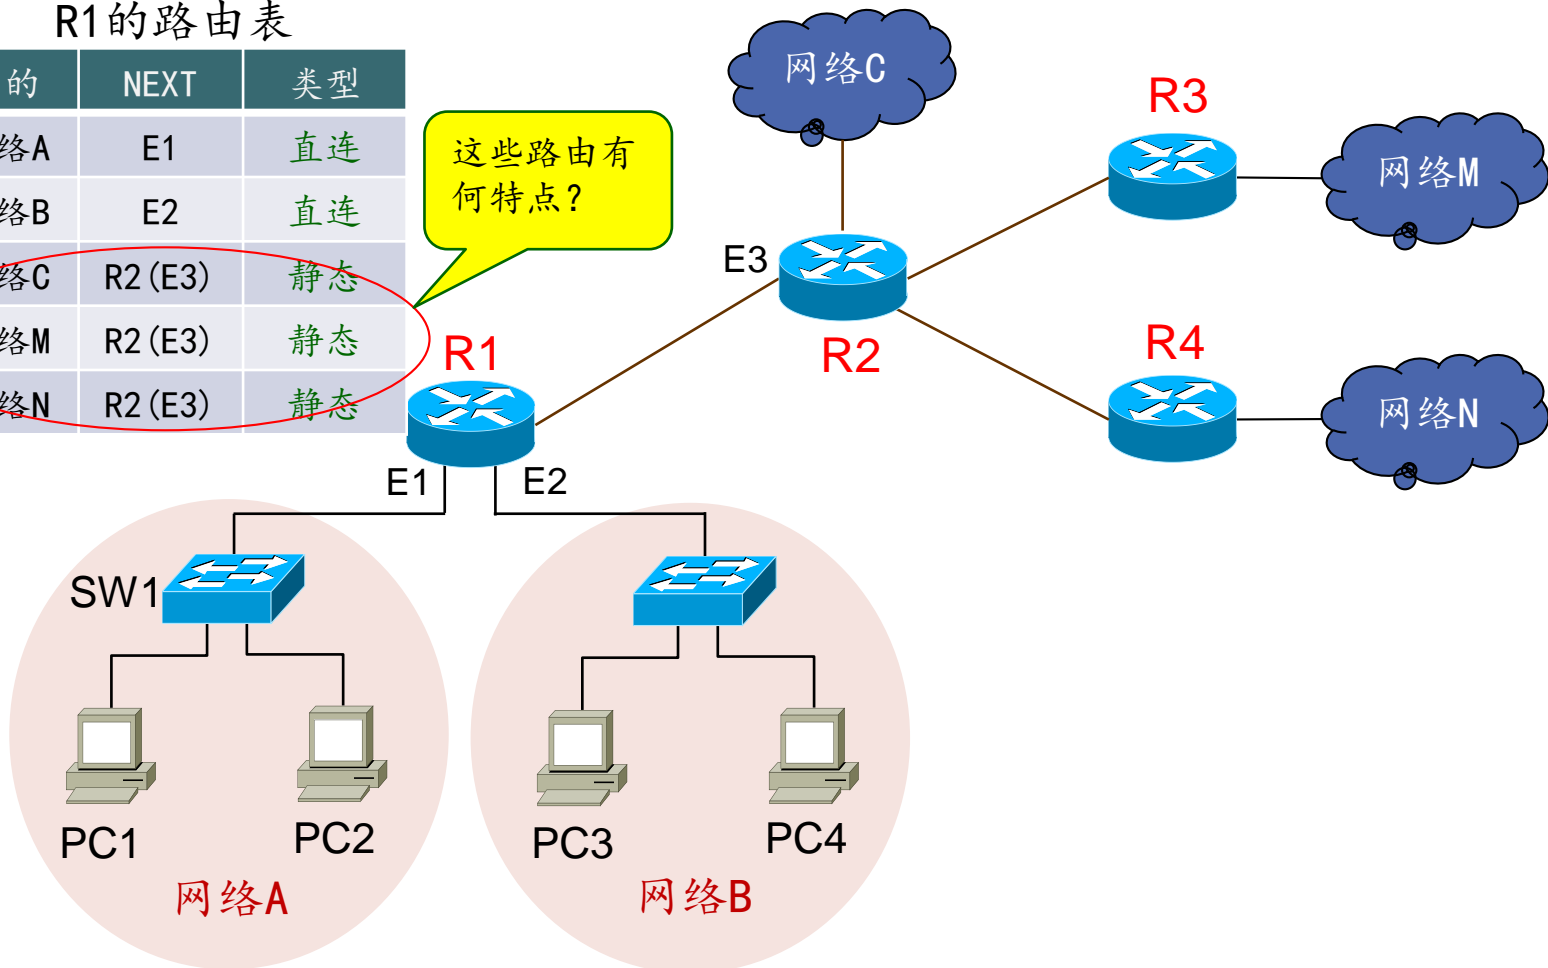 R1的路由表
的 NEXT 类型
络A E1 直连
络B E2 直连
络C R2(E3) 静态
络M R2(E3) 静态
络N R2(E3) 静态
这些路由有
何特点?
网络C
R3
网络M
E3
R2
R1
R4
网络N
E1
E2
SW1
PC1
PC2
PC3
PC4
网络A
网络B